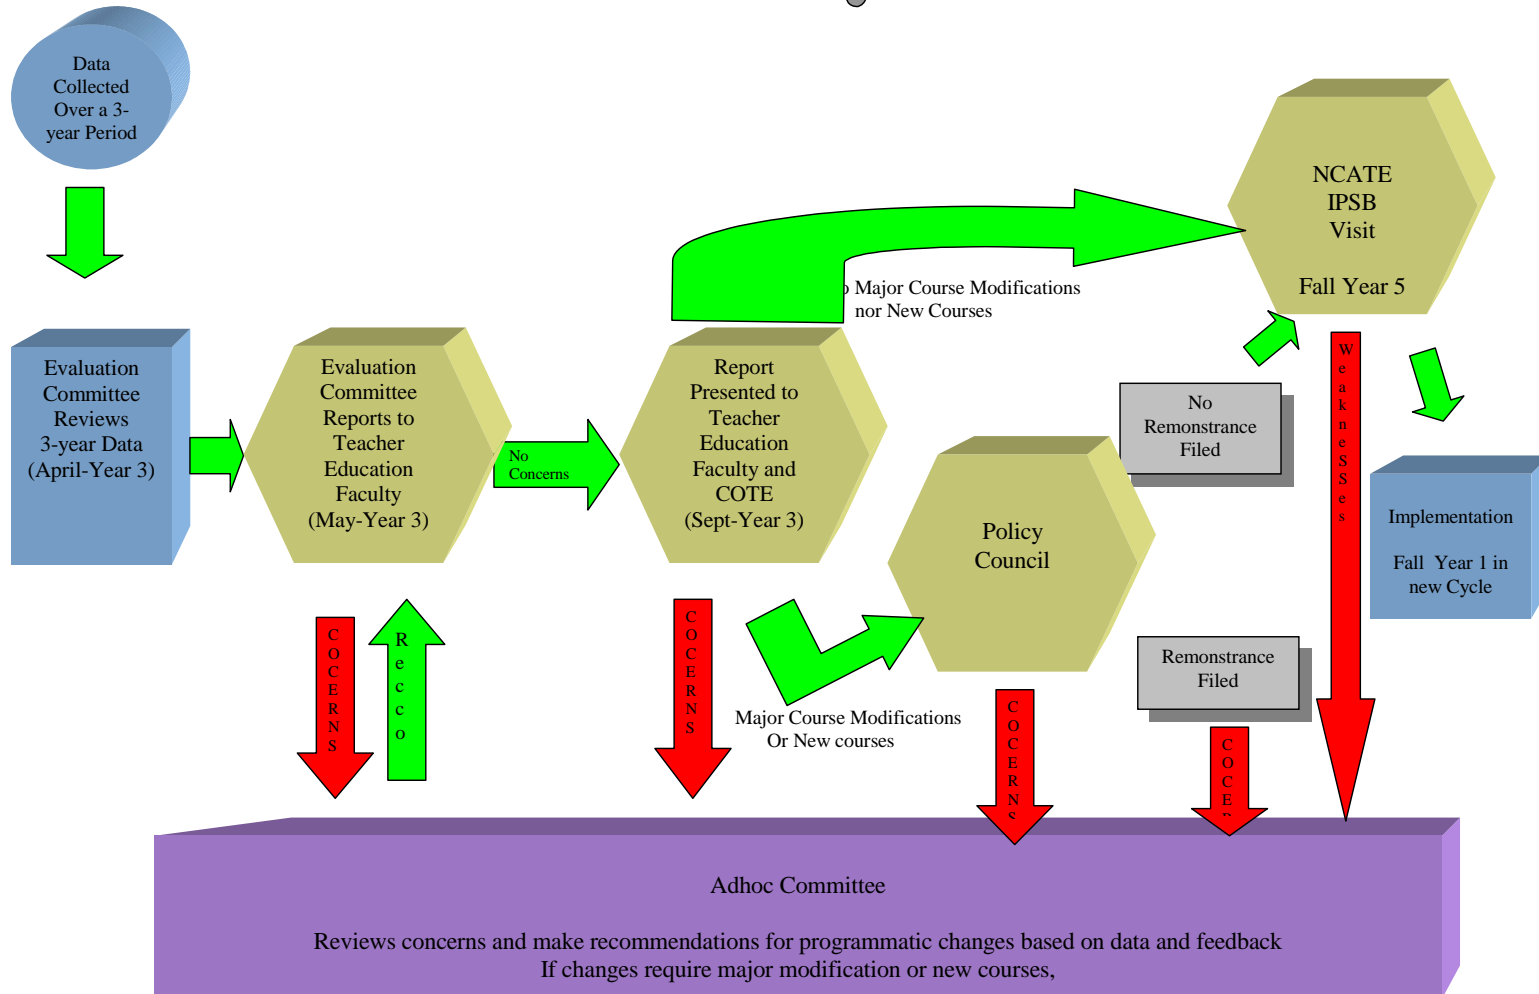 Data
Collected
Over a 3-
year Period
NCATE
IPSB
Visit
Fall Year 5
Major Course Modifications
nor New Courses
Evaluation
Committee
Reviews
3-year Data
(April-Year 3)
Evaluation
Committee
Reports to
Teacher
Education
Faculty
(May-Year 3)
No
Concerns
Report
Presented to
Teacher
Education
Faculty and
COTE
(Sept-Year 3)
Policy
Council
No
Remonstrance
Filed
WeakneSSes
Implementation
Fall Year 1 in
new Cycle
COCERNS
Recco
COCERNS
Major Course Modifications
Or New courses
COCERNS
Remonstrance
Filed
COCE
Adhoc Committee
Reviews concerns and make recommendations for programmatic changes based on data and feedback
If changes require major modification or new courses,